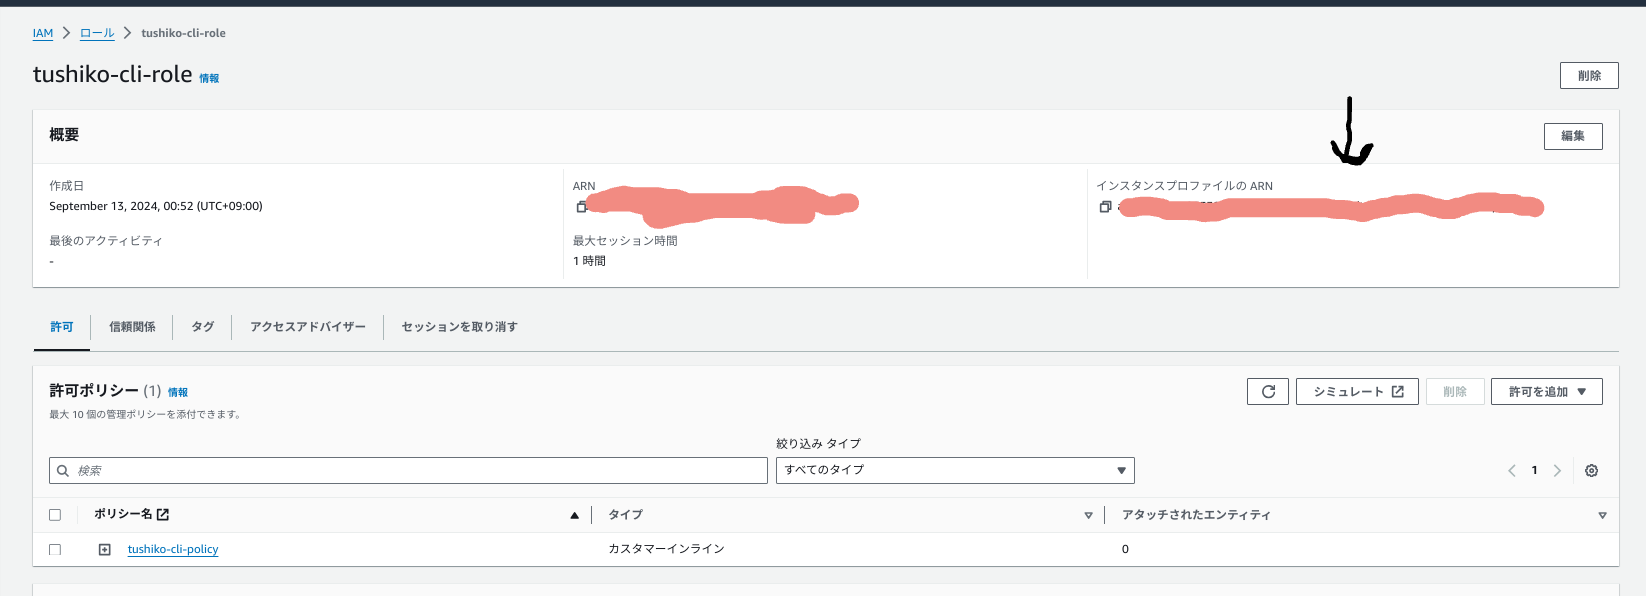 IAM > ロール > tushiko-cli-role
tushiko-cli-role 情報
削除
概要
編集
作成日
September 13, 2024, 00:52 (UTC+09:00)
最後のアクティビティ
-
ARN
最大セッション時間
1 時間
インスタンスプロファイルの ARN
許可
信頼関係
タグ
アクセスアドバイザー
セッションを取り消す
許可ポリシー (1) 情報
最大 10 個の管理ポリシーを添付できます。
シミュレート
削除
許可を追加
絞り込み タイプ
検索
すべてのタイプ
1
ポリシー名
タイプ
アタッチされたエンティティ
tushiko-cli-policy
カスタマーインライン
0